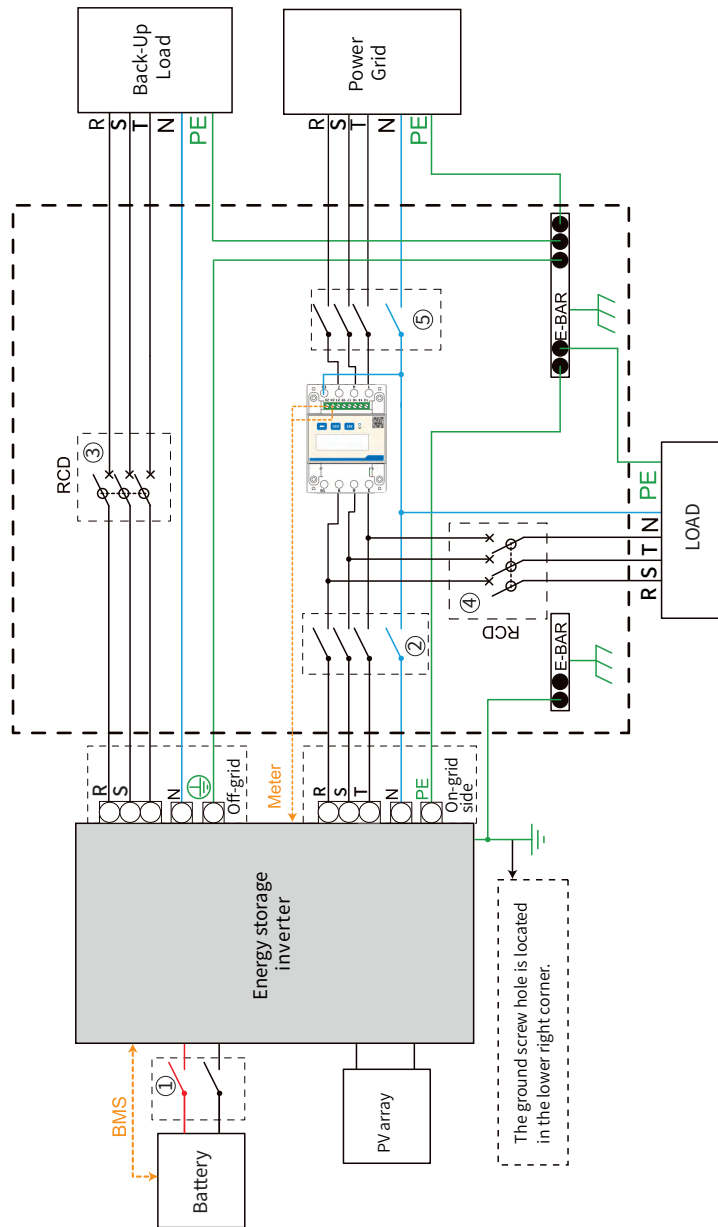 Back-Up
Load
R
S
T
N
PE
Power
Grid
R
S
T
N
PE
RCD
③
⑤
E-BAR
④
RCD
②
E-BAR
PE
N
T
S
R
LOAD
R
S
N
Off-grid
Meter
R
S
T
N
PE
On-grid
side
Energy storage
inverter
The ground screw hole is located
in the lower right corner.
BMS
①
Battery
PV array